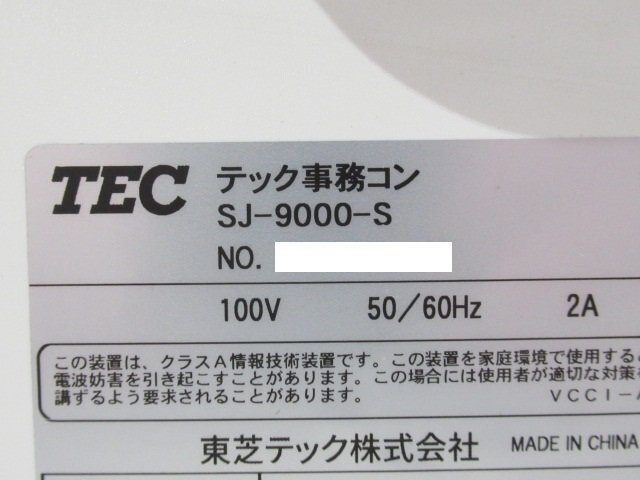 TEC
テック事務コン
SJ-9000-S
NO.
100V 50/60Hz 2A
この装置は、クラスA情報技術装置です。この装置を家庭環境で使用すると
電波妨害を引き起こすことがあります。この場合には使用者が適切な対策を
講ずるよう要求されることがあります。 VCCI-A
東芝テック株式会社 MADE IN CHINA